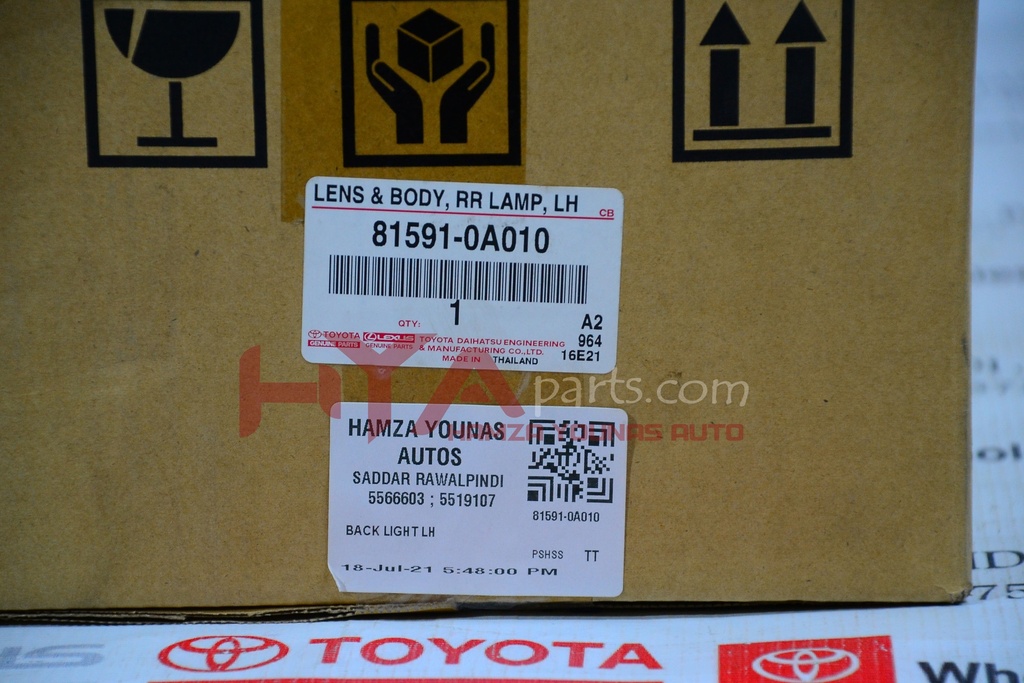 LENS & BODY, RR LAMP, LH
CB
81591-0A010
1
QTY:
A2
964
16E21
TOYOTA
GENUINE PARTS
LEXUS
GENUINE PARTS
TOYOTA DAIHATSU ENGINEERING
& MANUFACTURING CO., LTD.
MADE IN THAILAND
HYAparts.com
HAMZA YOUNAS AUTO
HAMZA YOUNAS
AUTOS
SADDAR RAWALPINDI
5566603 ; 5519107
81591-0A010
BACK LIGHT LH
PSHSS TT
18-Jul-21 5:48:00 PM
TOYOTA